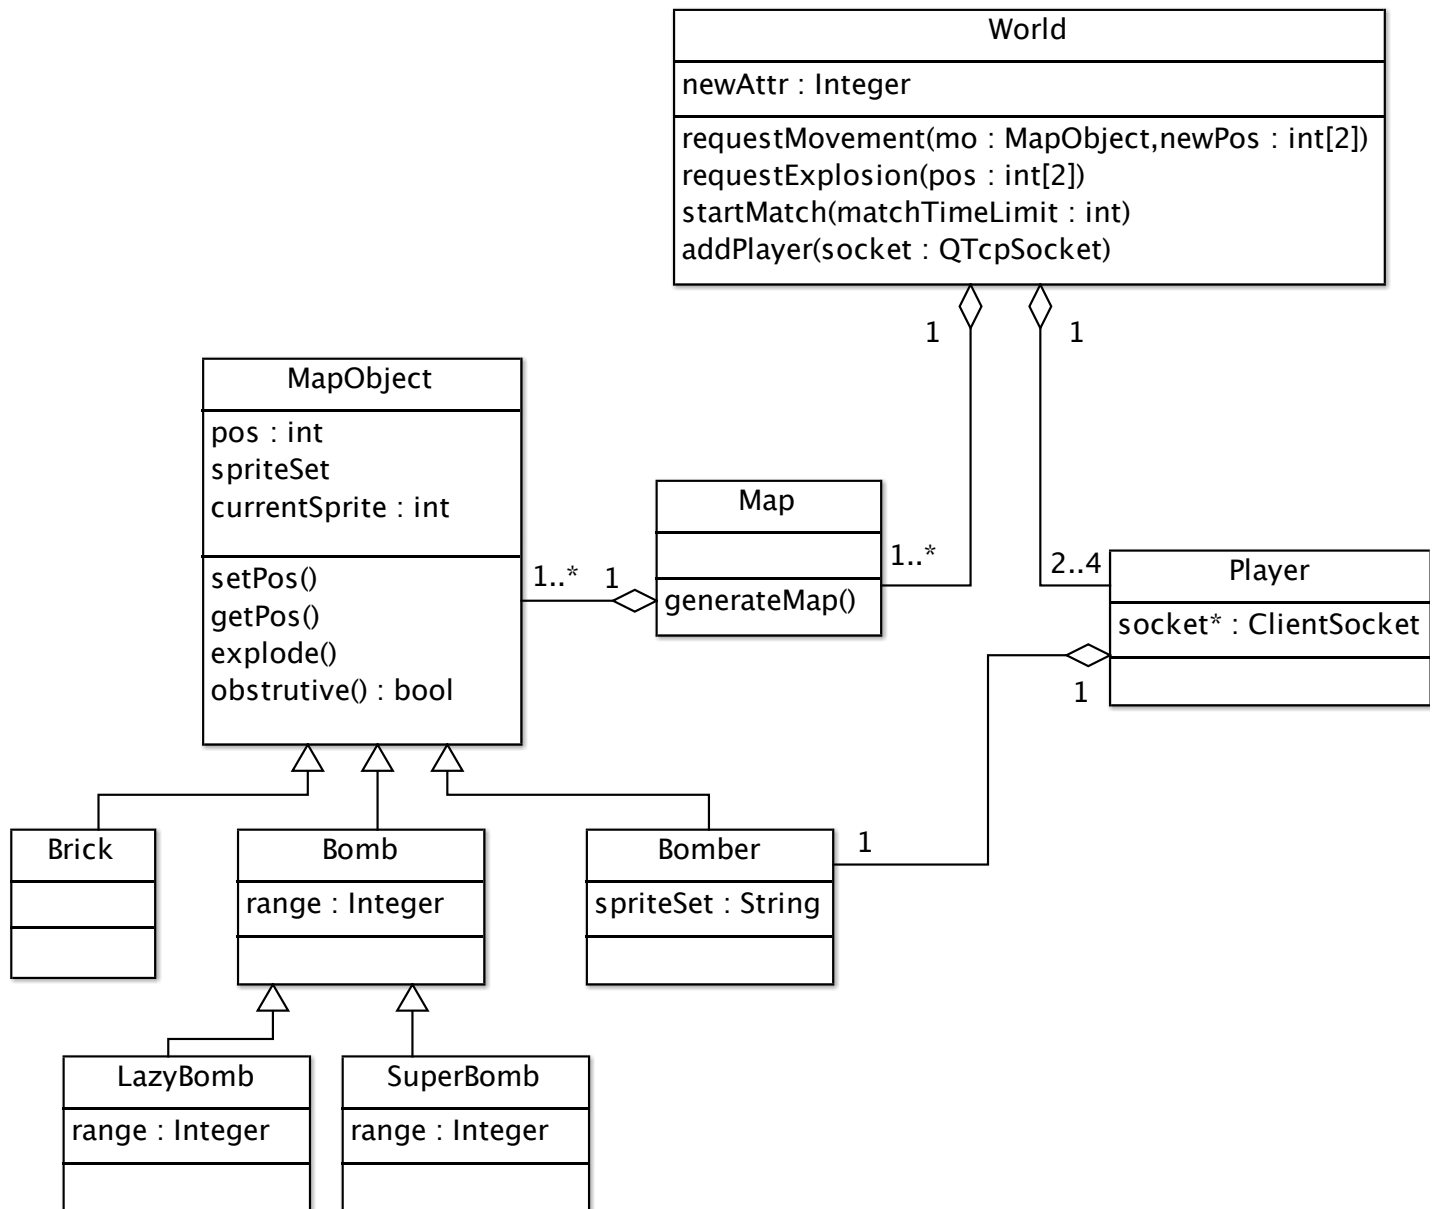 World
newAttr : Integer
requestMovement(mo : MapObject,newPos : int[2])
requestExplosion(pos : int[2])
startMatch(matchTimeLimit : int)
addPlayer(socket : QTcpSocket)
1
1
MapObject
pos : int
spriteSet
currentSprite : int
setPos()
getPos()
explode()
obstrutive() : bool
1..*
1
Map
generateMap()
1..*
2..4
Player
socket* : ClientSocket
1
1
Brick
Bomb
range : Integer
Bomber
spriteSet : String
LazyBomb
range : Integer
SuperBomb
range : Integer